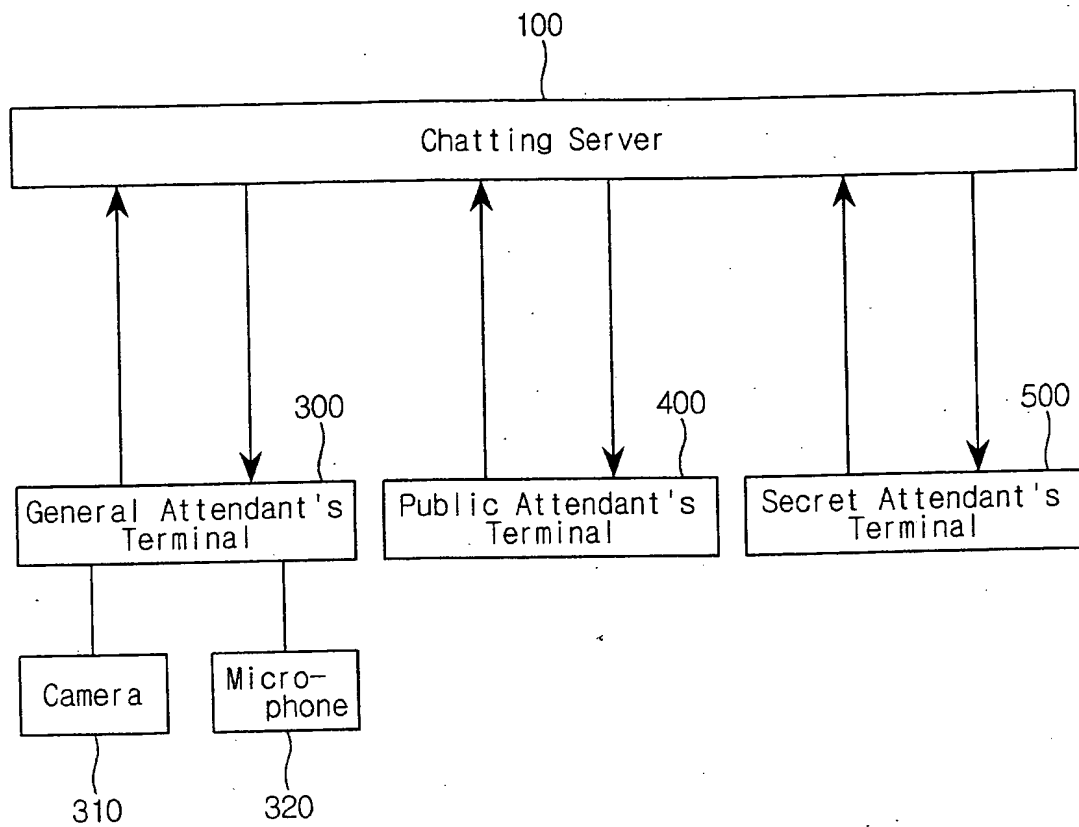 100
Chatting Server
300
400
500
General Attendant's
Terminal
Public Attendant's
Terminal
Secret Attendant's
Terminal
Camera
Micro-
phone
310
320